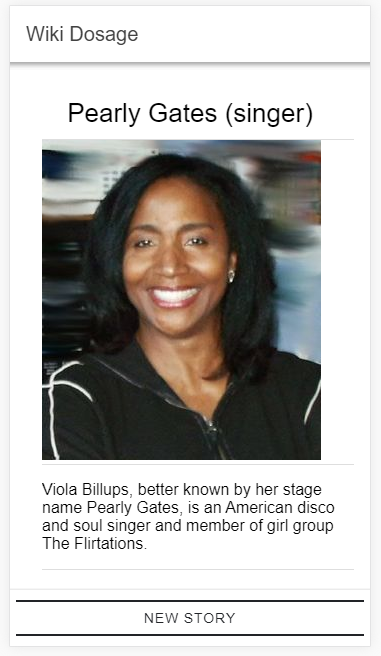 Wiki Dosage
Pearly Gates (singer)
Viola Billups, better known by her stage
name Pearly Gates, is an American disco
and soul singer and member of girl group
The Flirtations.
NEW STORY